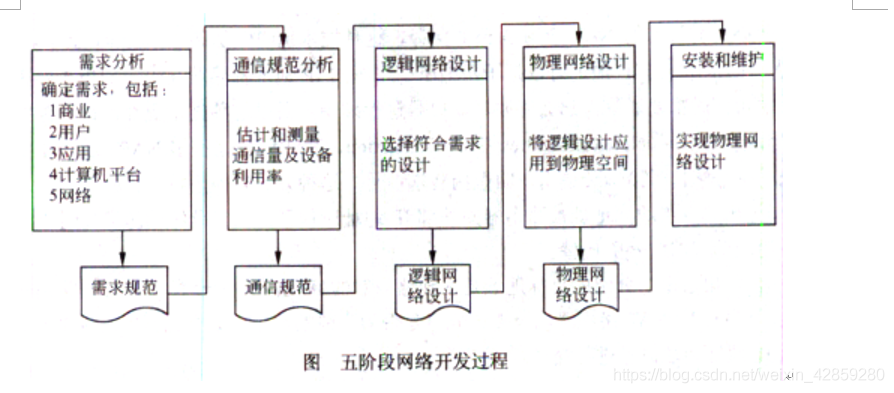 需求分析
确定需求，包括：
1商业
2用户
3应用
4计算机平台
5网络
需求规范
通信规范分析
估计和测量
通信量及设备
利用率
通信规范
逻辑网络设计
选择符合需求
的设计
逻辑网
络设计
物理网络设计
将逻辑设计应
用到物理空间
物理网
络设计
安装和维护
实现物理网
络设计
图 五阶段网络开发过程
https://blog.csdn.net/weixin_42859280